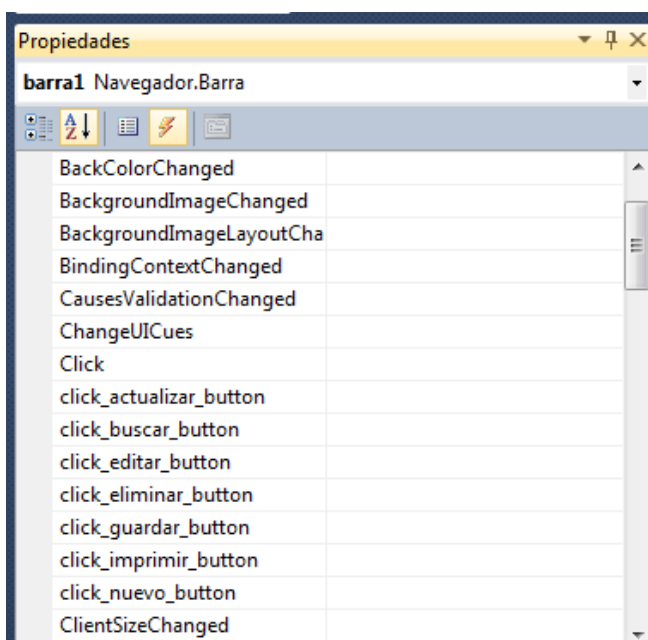 Propiedades
barra1 Navegador.Barra
BackColorChanged
BackgroundImageChanged
BackgroundImageLayoutCha
BindingContextChanged
CausesValidationChanged
ChangeUICues
Click
click_actualizar_button
click_buscar_button
click_editar_button
click_eliminar_button
click_guardar_button
click_imprimir_button
click_nuevo_button
ClientSizeChanged